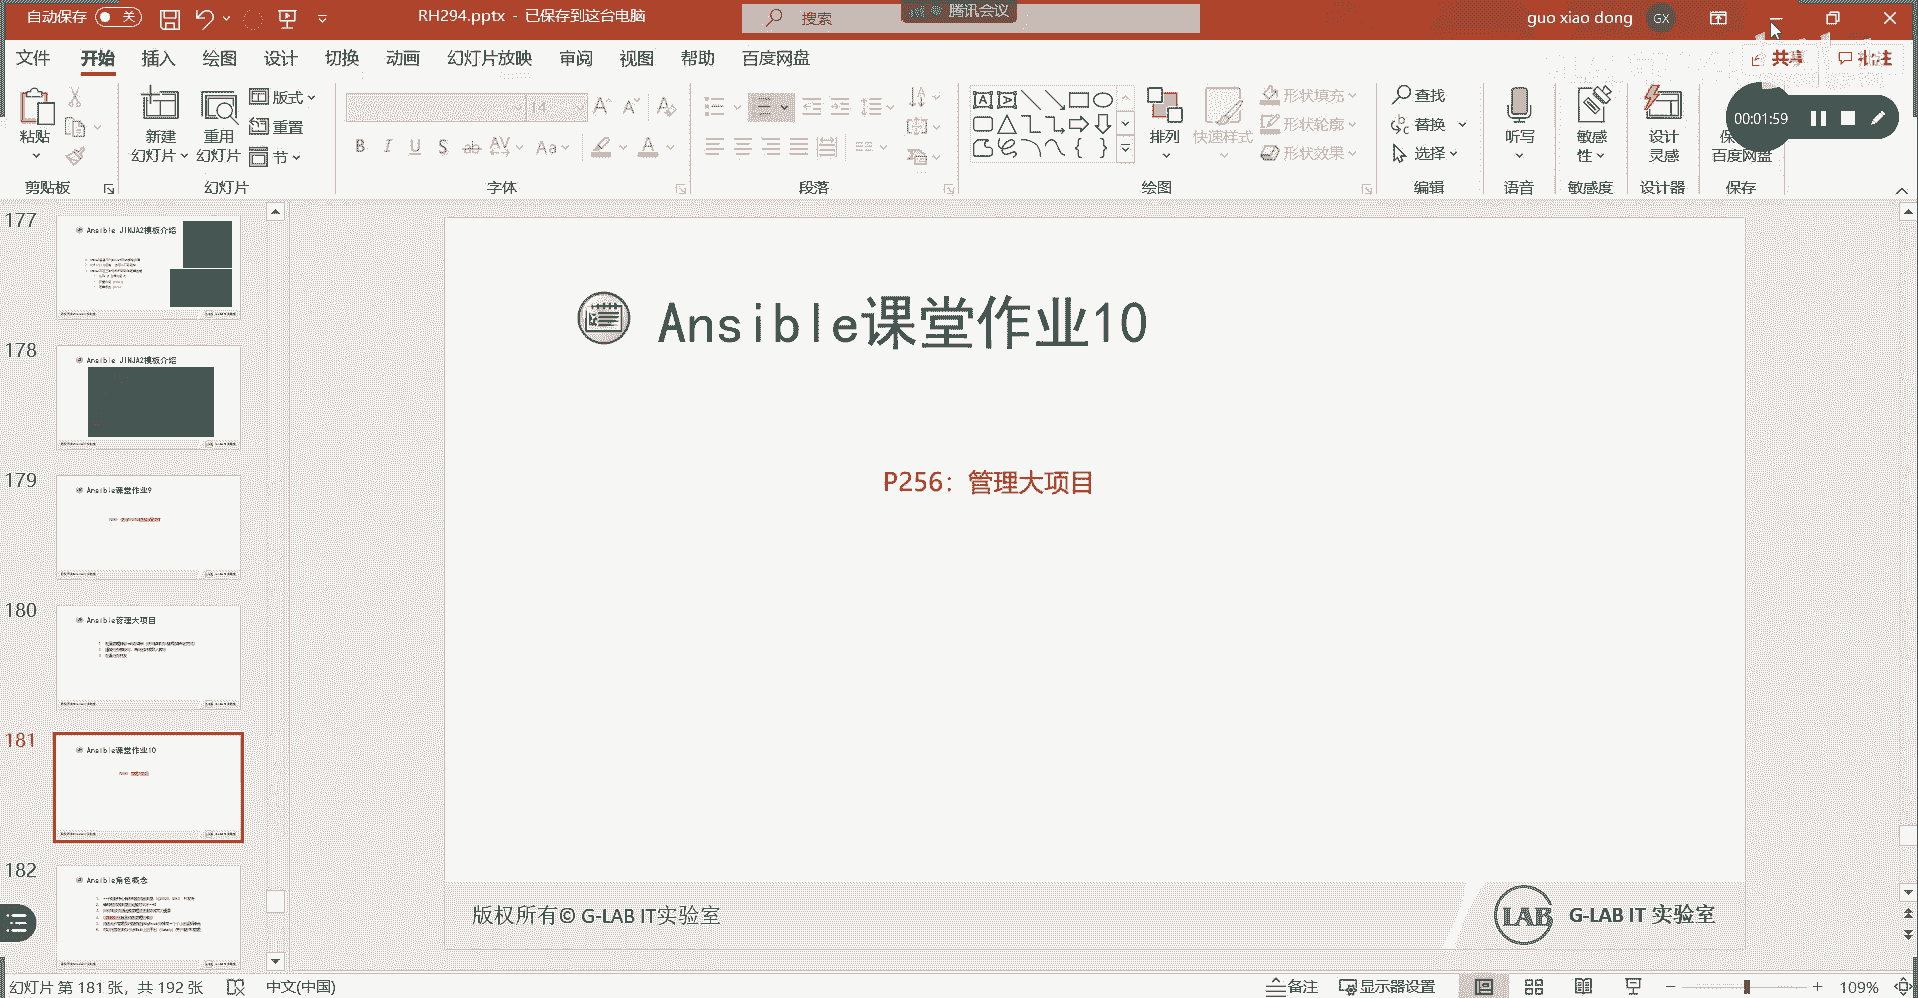 自动保存 关
RH294.pptx - 已保存到这台电脑
搜索
腾讯会议
guo xiao dong GX
文件 开始 插入 绘图 设计 切换 动画 幻灯片放映 审阅 视图 帮助 百度网盘
共享 批注
粘贴
剪贴板
新建
幻灯片
重用
幻灯片
版式
重置
节
幻灯片
14
字体
段落
排列
快速样式
形状填充
形状轮廓
形状效果
绘图
查找
替换
选择
编辑
听写
语音
敏感
性
敏感度
设计
灵感
设计器
百度网盘
保存
00:01:59
177
Ansible JINJA2模板介绍
178
Ansible JINJA2模板介绍
179
Ansible课堂作业9
180
Ansible管理大项目
181
Ansible课堂作业10
182
Ansible角色概念
Ansible课堂作业10
P256：管理大项目
版权所有© G-LAB IT实验室
LAB G-LAB IT 实验室
幻灯片 第 181 张，共 192 张 中文(中国)
备注 显示器设置 109%